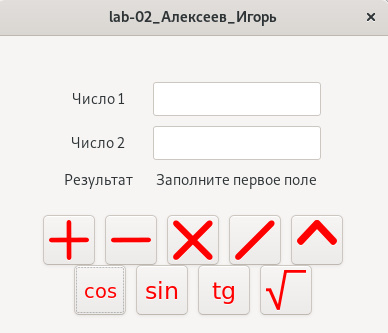 lab-02_Алексеев_Игорь ×
Число 1
Число 2
Результат Заполните первое поле
+ − × / ^
cos sin tg √